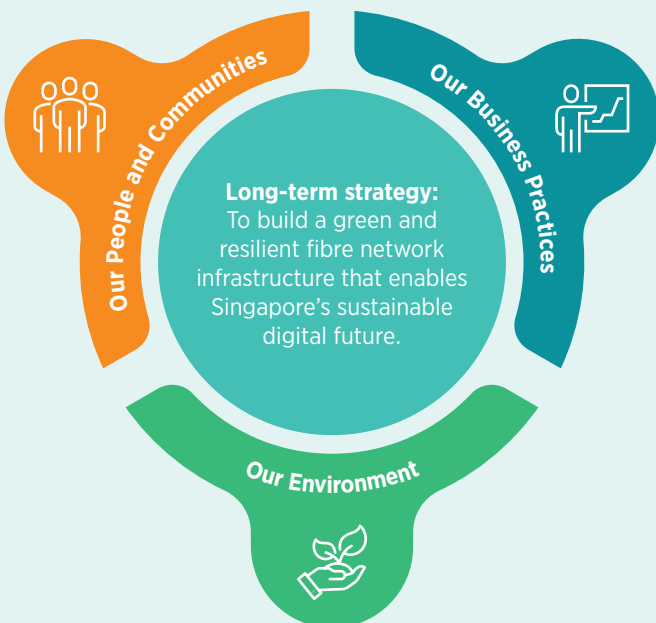 Our People and Communities
Our Business Practices
Long-term strategy:
To build a green and
resilient fibre network
infrastructure that enables
Singapore’s sustainable
digital future.
Our Environment